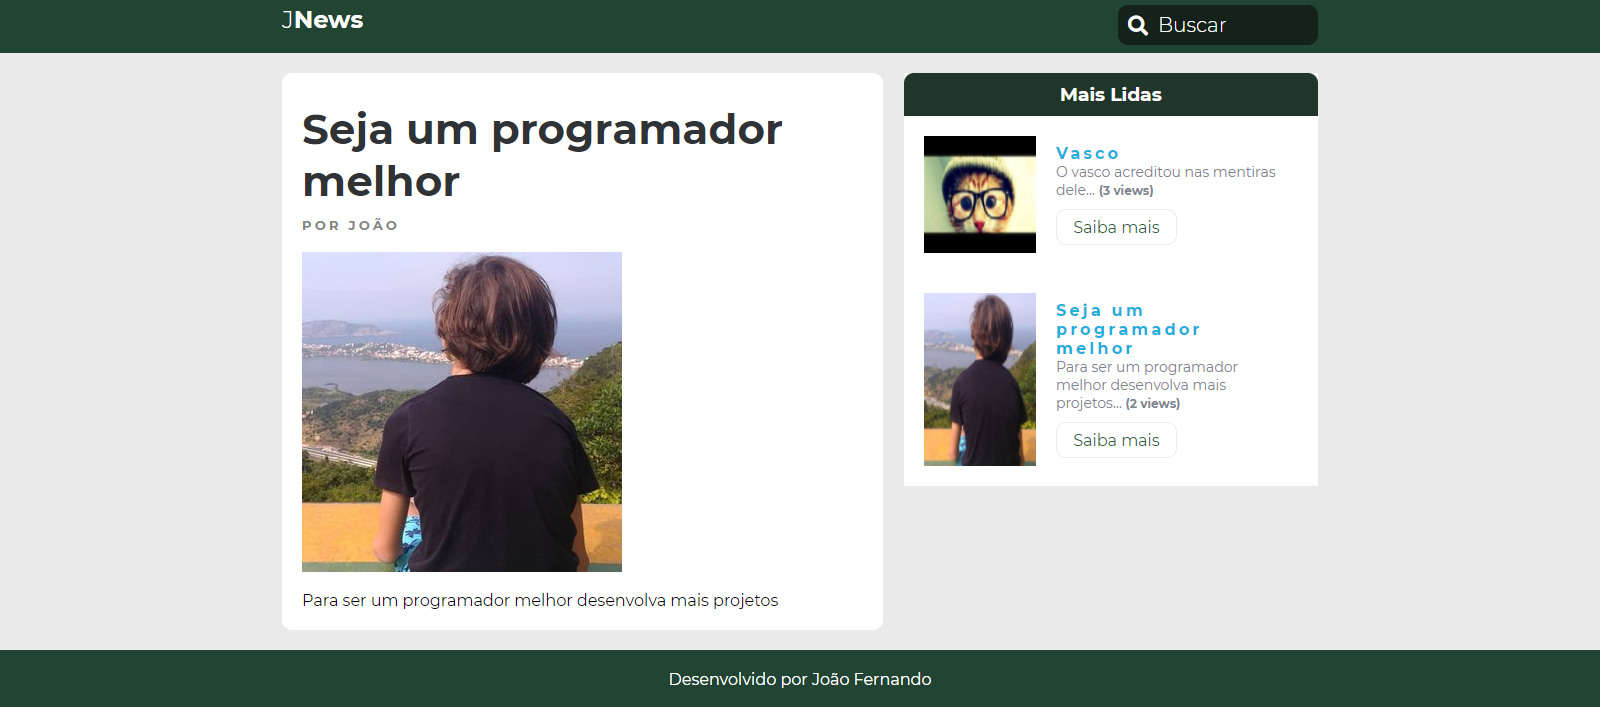 JNews
Buscar
Seja um programador
melhor
POR JOÃO
Para ser um programador melhor desenvolva mais projetos
Mais Lidas
Vasco
O vasco acreditou nas mentiras
dele... (3 views)
Saiba mais
Seja um
programador
melhor
Para ser um programador
melhor desenvolva mais
projetos... (2 views)
Saiba mais
Desenvolvido por João Fernando